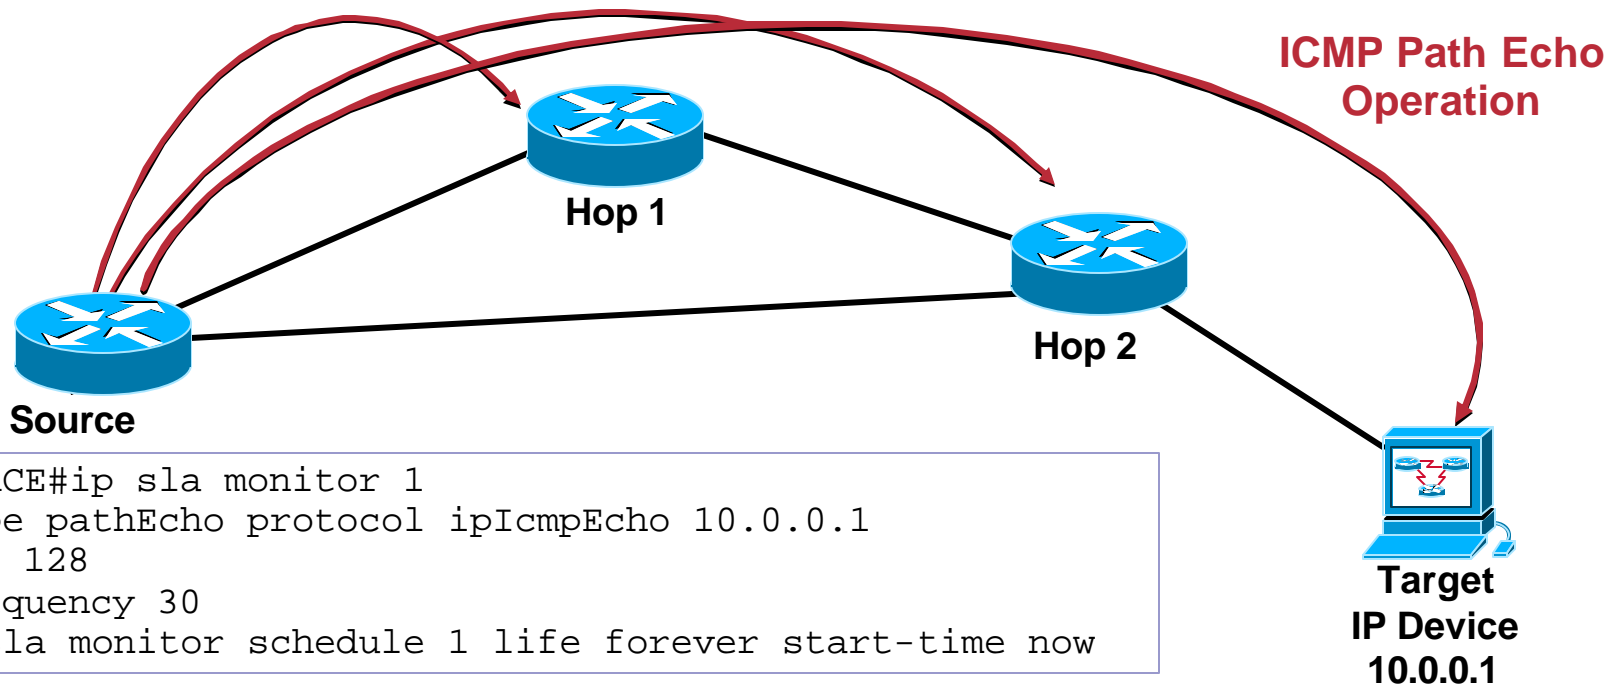 ICMP Path Echo
Operation
Hop 1
Hop 2
Source
CE#ip sla monitor 1
e pathEcho protocol ipIcmpEcho 10.0.0.1
128
quency 30
la monitor schedule 1 life forever start-time now
Target
IP Device
10.0.0.1